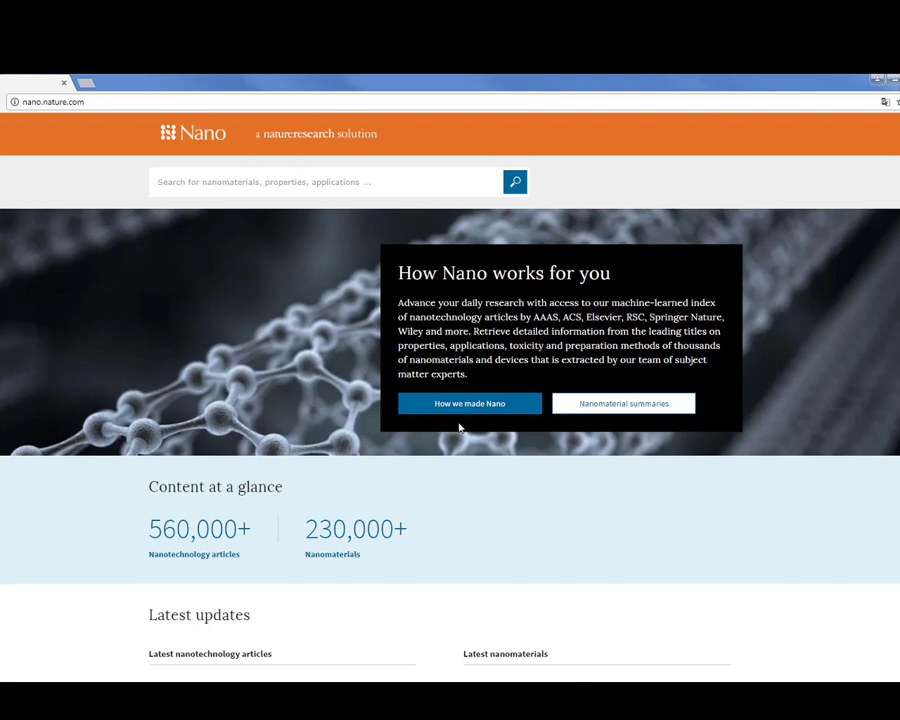 nano.nature.com
Nano
a natureresearch solution
Search for nanomaterials, properties, applications ...
How Nano works for you
Advance your daily research with access to our machine-learned index
of nanotechnology articles by AAAS, ACS, Elsevier, RSC, Springer Nature,
Wiley and more. Retrieve detailed information from the leading titles on
properties, applications, toxicity and preparation methods of thousands
of nanomaterials and devices that is extracted by our team of subject
matter experts.
How we made Nano
Nanomaterial summaries
Content at a glance
560,000+
230,000+
Nanotechnology articles
Nanomaterials
Latest updates
Latest nanotechnology articles
Latest nanomaterials